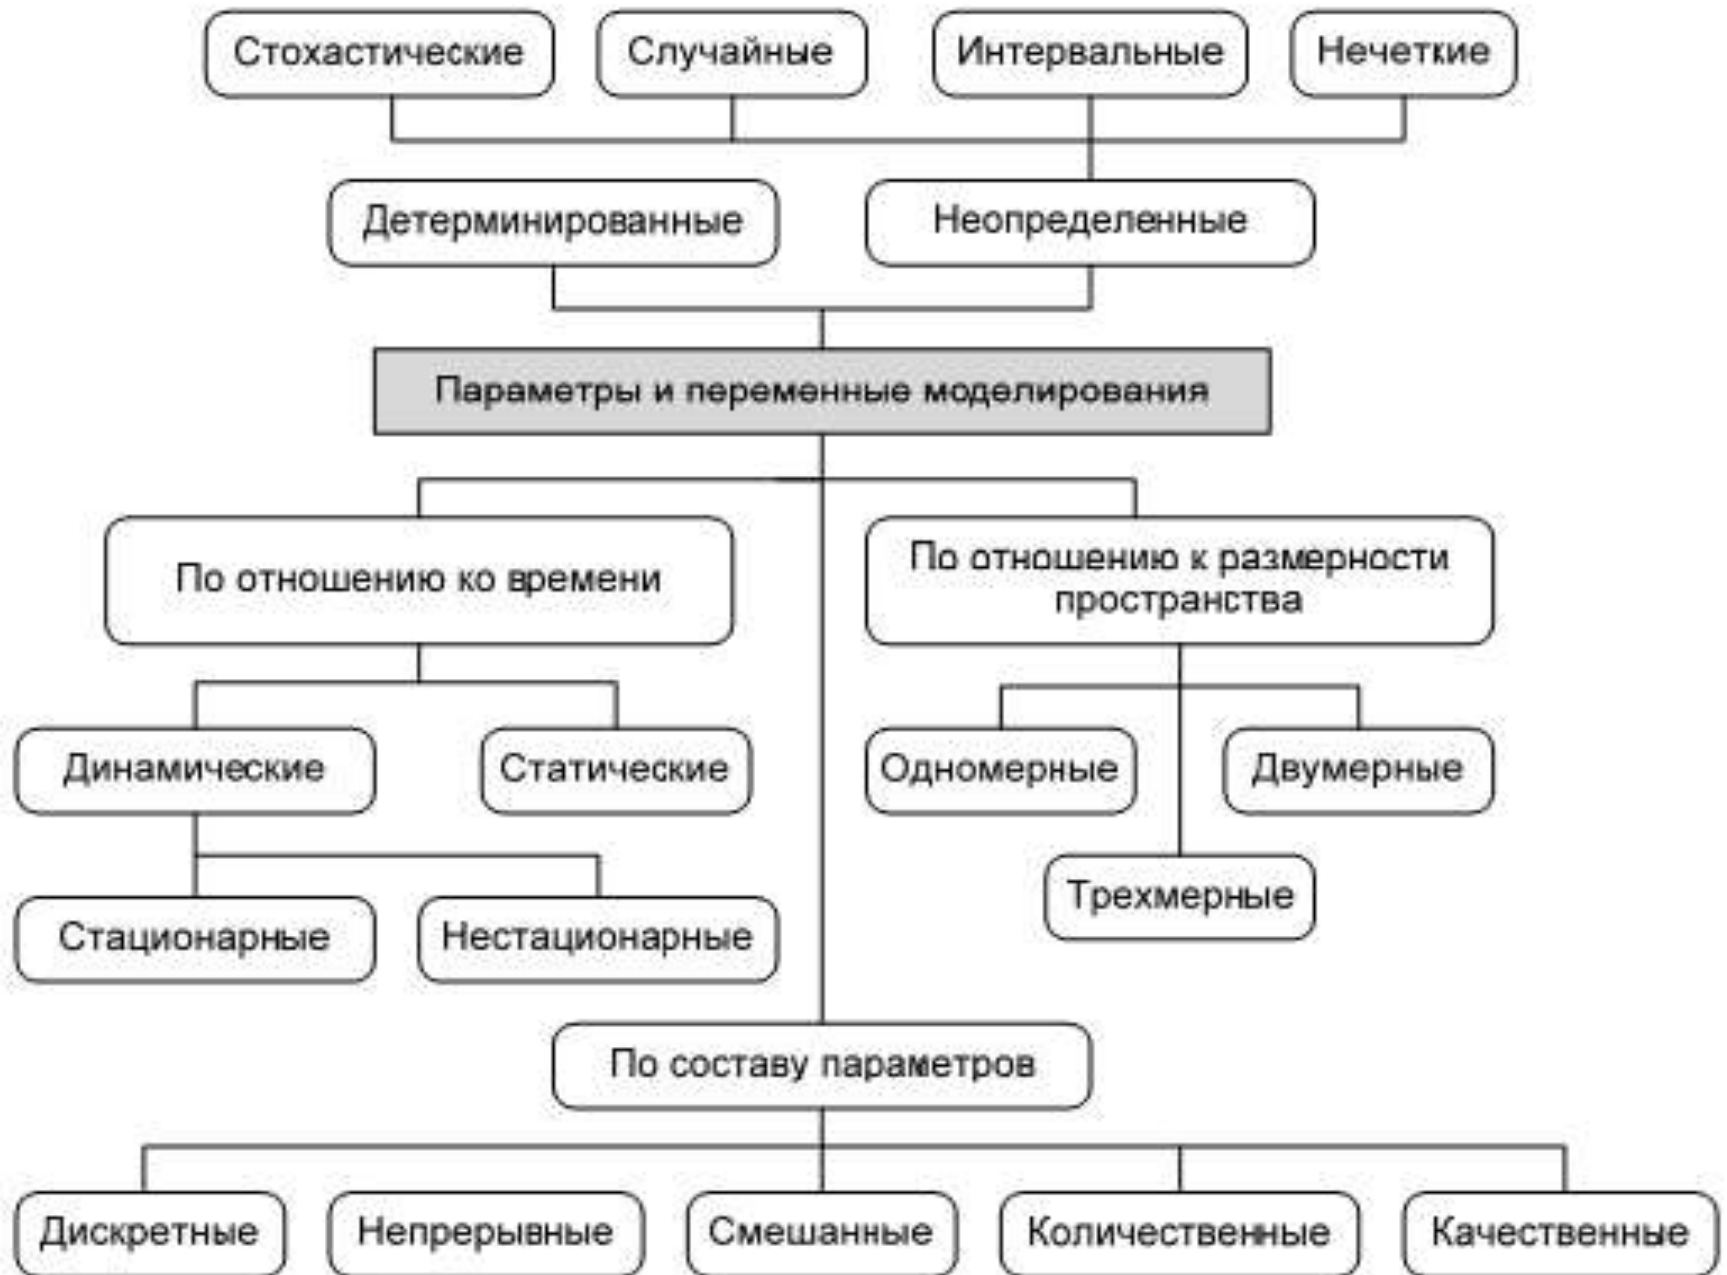 Стохастические
Случайные
Интервальные
Нечеткие
Детерминированные
Неопределенные
Параметры и переменные моделирования
По отношению ко времени
По отношению к размерности
пространства
Динамические
Статические
Одномерные
Двумерные
Трехмерные
Стационарные
Нестационарные
По составу параметров
Дискретные
Непрерывные
Смешанные
Количественные
Качественные